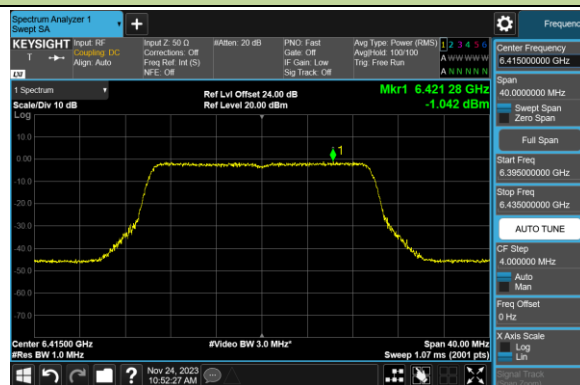 Spectrum Analyzer 1
Swept SA
Frequen
KEYSIGHT
Input: RF
Coupling: DC
Align: Auto
Input Z: 50 Ω
Corrections: Off
Freq Ref: Int (S)
NFE: Off
#Atten: 20 dB
PNO: Fast
Gate: Off
IF Gain: Low
Sig Track: Off
Avg Type: Power (RMS)
Avg|Hold: 100/100
Trig: Free Run
1 2 3 4 5 6
A W W W W W
A N N N N N
LXI
T
1 Spectrum
Scale/Div 10 dB
Log
Ref Lvl Offset 24.00 dB
Ref Level 20.00 dBm
Mkr1 6.421 28 GHz
-1.042 dBm
1
10.0
0.00
-10.0
-20.0
-30.0
-40.0
-50.0
-60.0
-70.0
Center 6.41500 GHz
#Res BW 1.0 MHz
#Video BW 3.0 MHz*
Span 40.00 MHz
Sweep 1.07 ms (2001 pts)
Center Frequency
6.415000000 GHz
Span
40.0000000 MHz
Swept Span
Zero Span
Full Span
Start Freq
6.395000000 GHz
Stop Freq
6.435000000 GHz
AUTO TUNE
CF Step
4.000000 MHz
Auto
Man
Freq Offset
0 Hz
X Axis Scale
Log
Lin
Signal Track
(Span Zoom)
Nov 24, 2023
10:52:27 AM